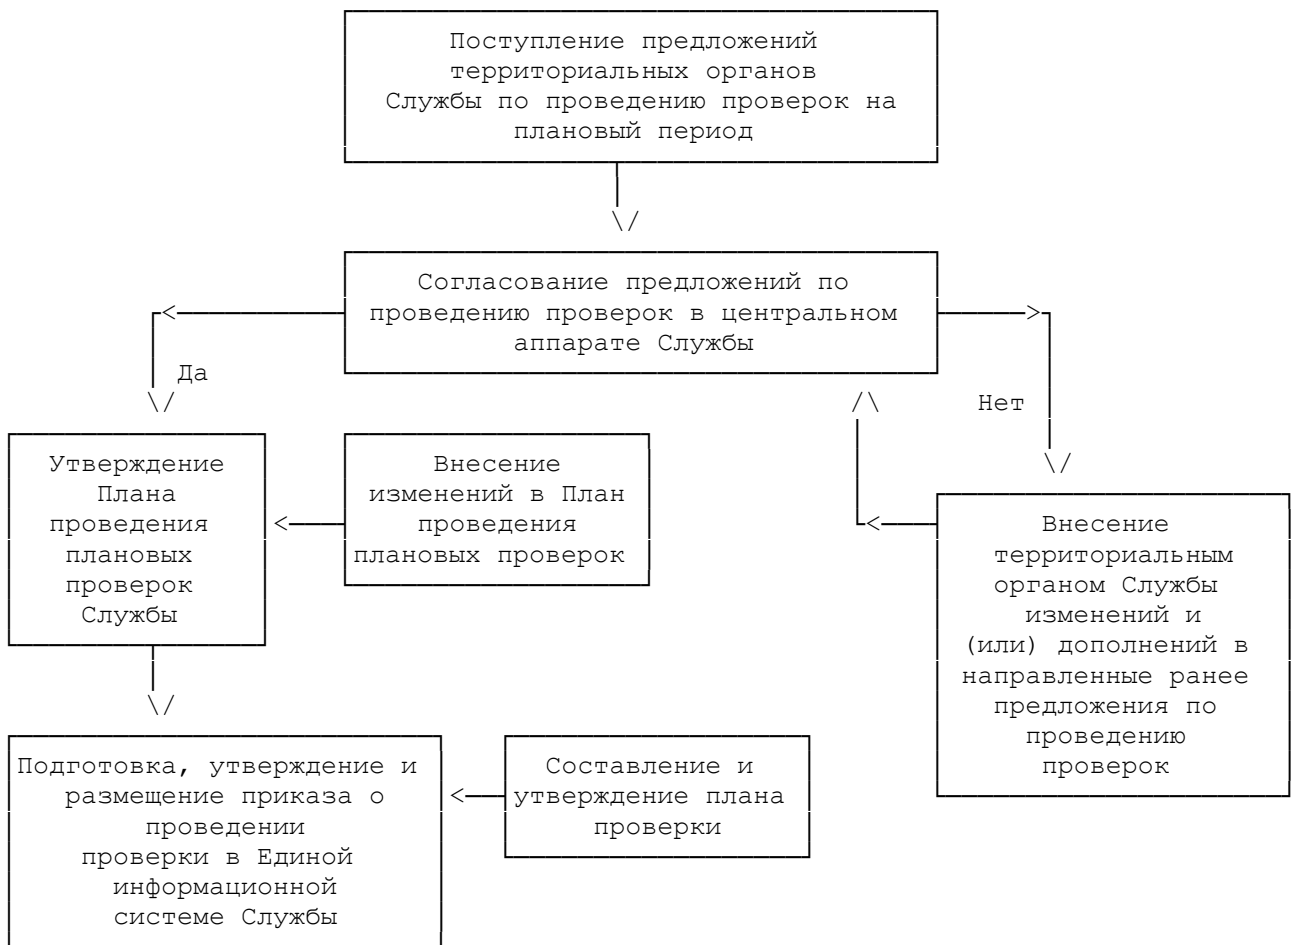 Поступление предложений
территориальных органов
Службы по проведению проверок на
плановый период
Согласование предложений по
проведению проверок в центральном
аппарате Службы
Да
Нет
Утверждение
Плана
проведения
плановых
проверок
Службы
Внесение
изменений в План
проведения
плановых проверок
Внесение
территориальным
органом Службы
изменений и
(или) дополнений в
направленные ранее
предложения по
проведению
проверок
Подготовка, утверждение и
размещение приказа о
проведении
проверки в Единой
информационной
системе Службы
Составление и
утверждение плана
проверки